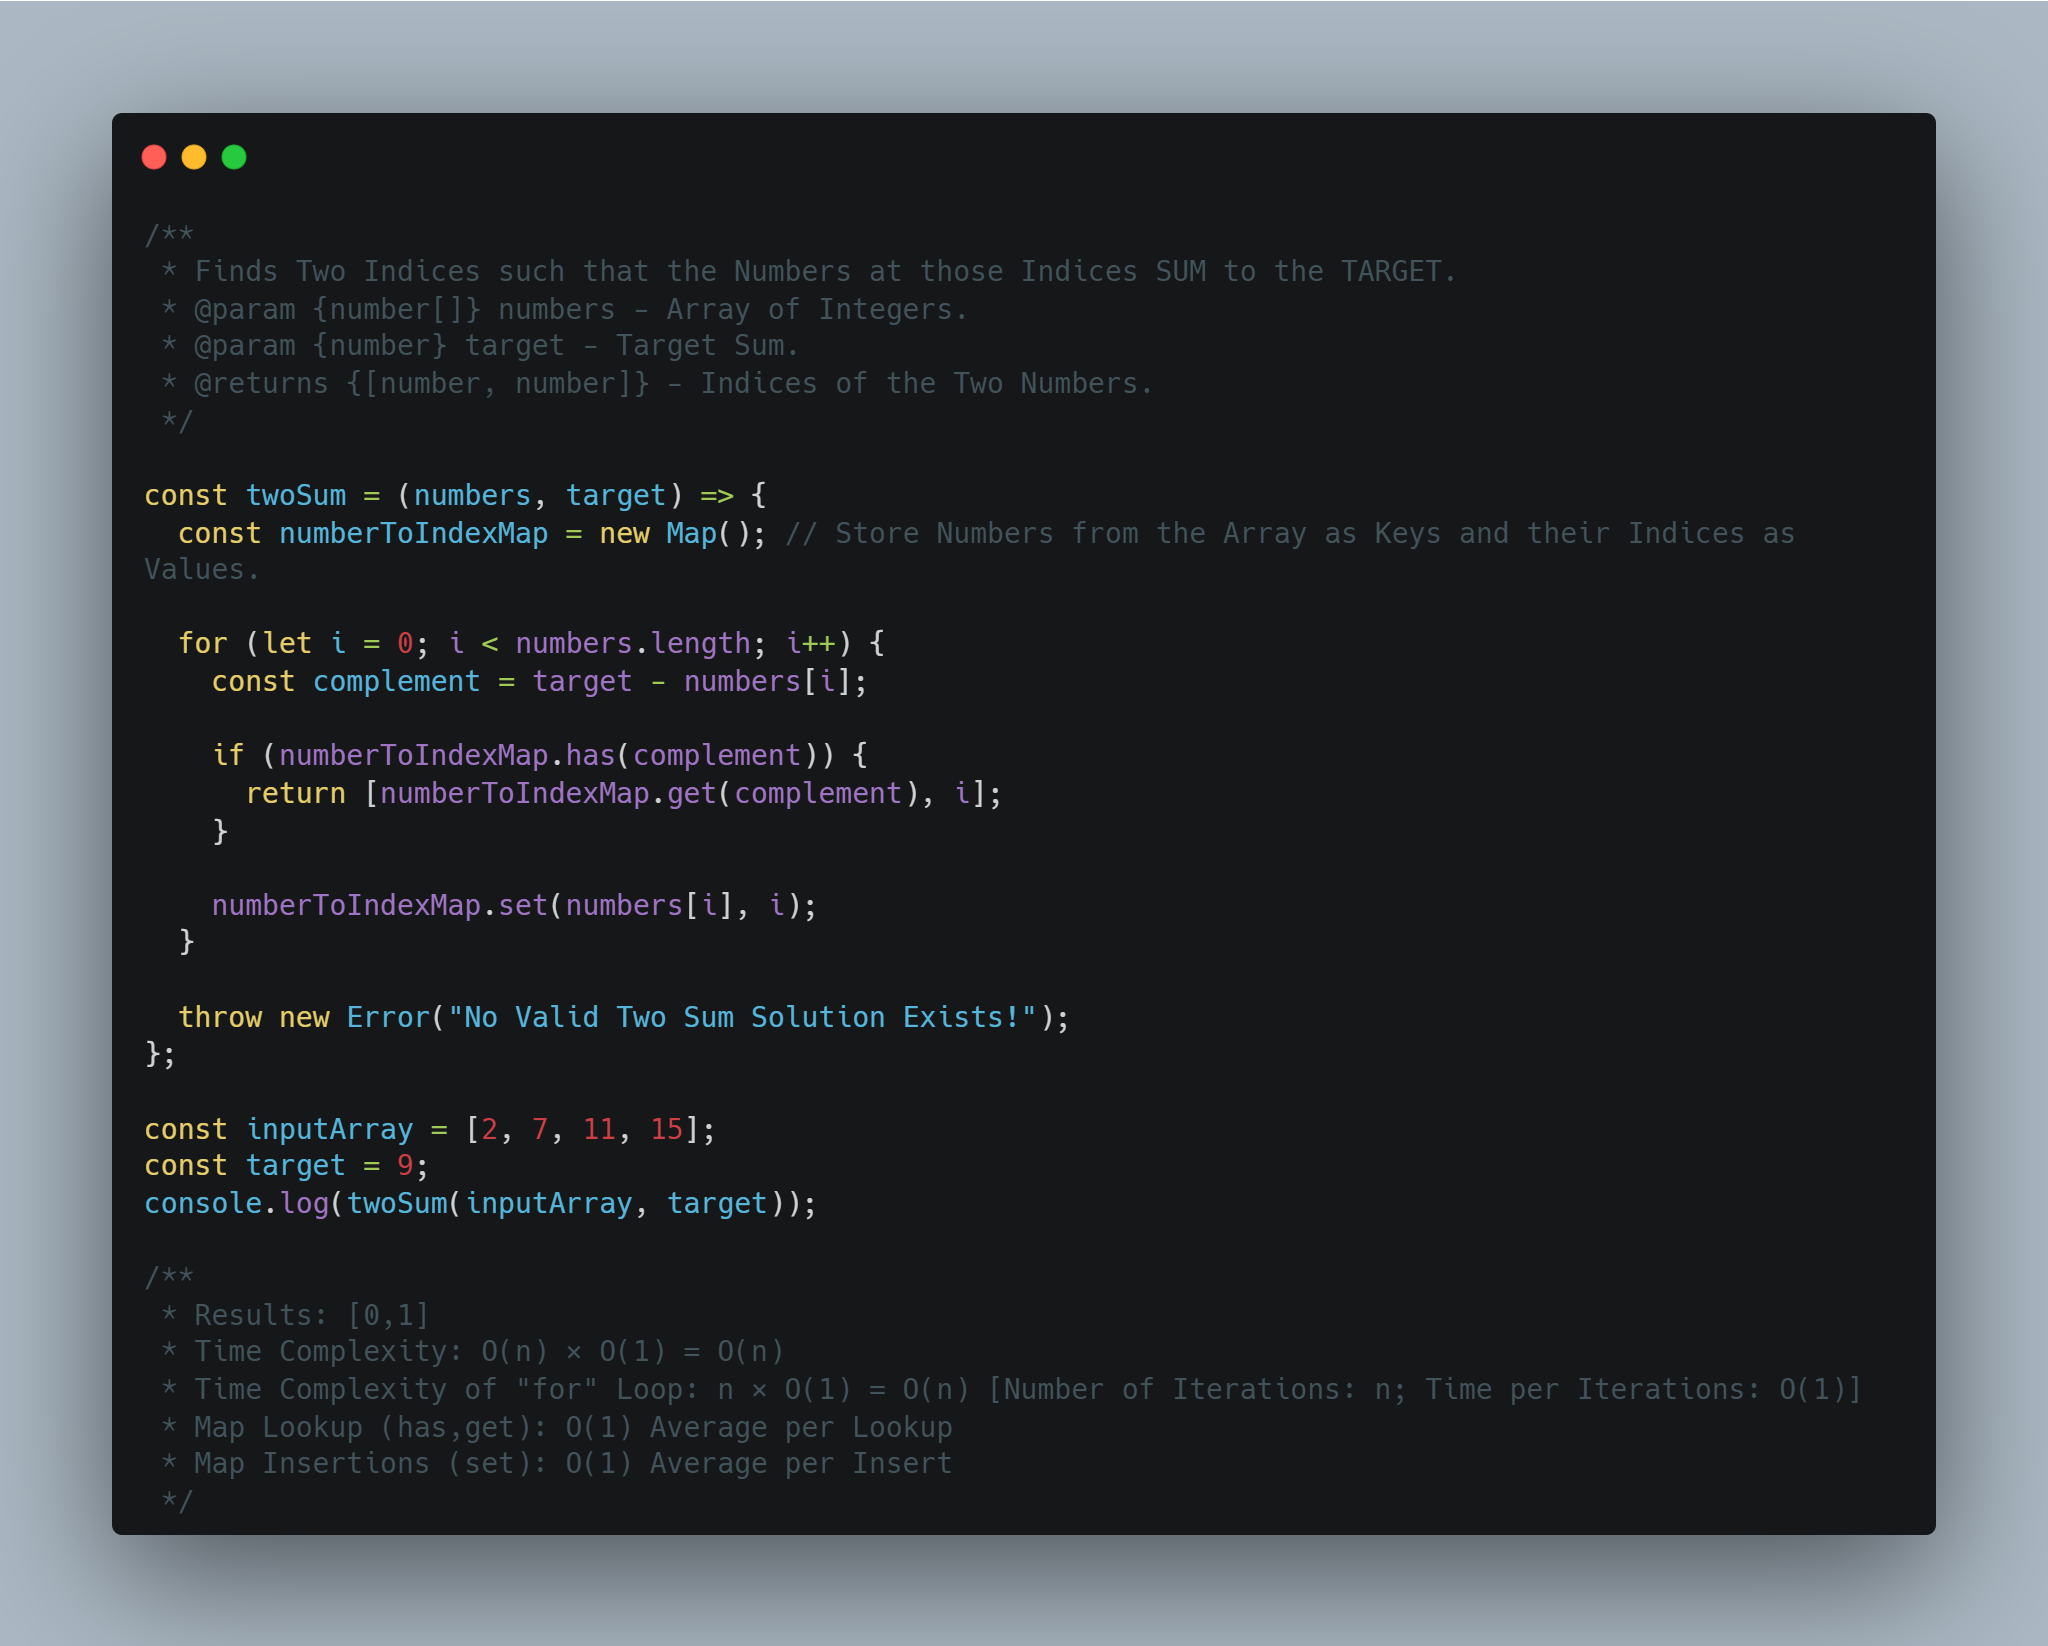 /**
 * Finds Two Indices such that the Numbers at those Indices SUM to the TARGET.
 * @param {number[]} numbers - Array of Integers.
 * @param {number} target - Target Sum.
 * @returns {[number, number]} - Indices of the Two Numbers.
 */

const twoSum = (numbers, target) => {
  const numberToIndexMap = new Map(); // Store Numbers from the Array as Keys and their Indices as
Values.

  for (let i = 0; i < numbers.length; i++) {
    const complement = target - numbers[i];

    if (numberToIndexMap.has(complement)) {
      return [numberToIndexMap.get(complement), i];
    }

    numberToIndexMap.set(numbers[i], i);
  }

  throw new Error("No Valid Two Sum Solution Exists!");
};

const inputArray = [2, 7, 11, 15];
const target = 9;
console.log(twoSum(inputArray, target));

/**
 * Results: [0,1]
 * Time Complexity: O(n) × O(1) = O(n)
 * Time Complexity of "for" Loop: n × O(1) = O(n) [Number of Iterations: n; Time per Iterations: O(1)]
 * Map Lookup (has,get): O(1) Average per Lookup
 * Map Insertions (set): O(1) Average per Insert
 */